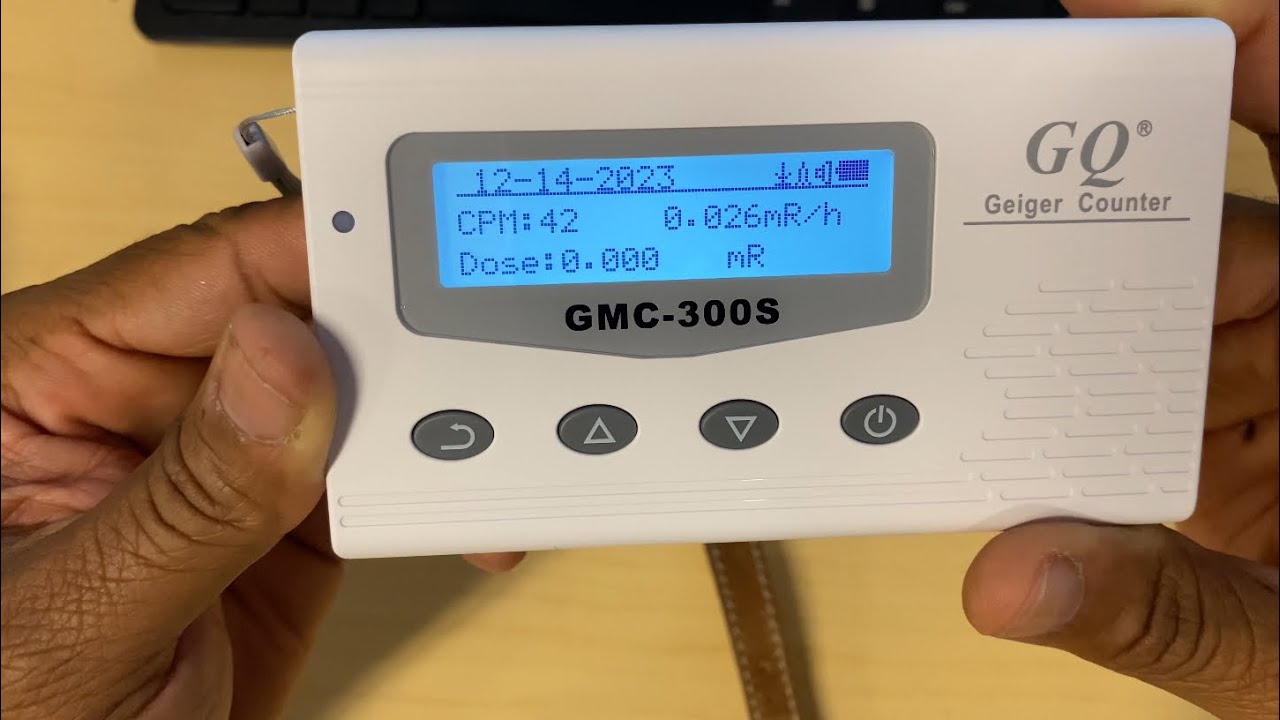 12-14-2023
CPM:42 0.026mR/h
Dose:0.000 mR
GMC-300S
GQ®
Geiger Counter